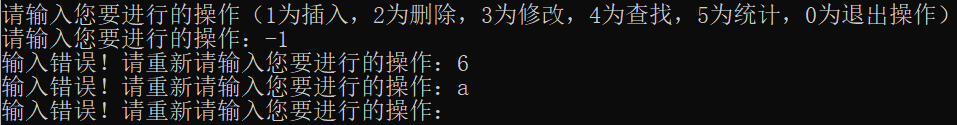 请输入您要进行的操作（1为插入，2为删除，3为修改，4为查找，5为统计，0为退出操作）
请输入您要进行的操作：-1
输入错误！请重新请输入您要进行的操作：6
输入错误！请重新请输入您要进行的操作：a
输入错误！请重新请输入您要进行的操作：